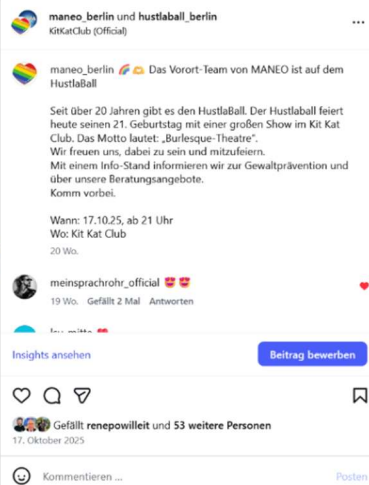 maneo_berlin und hustlaball_berlin
KitKatClub (Official)
maneo_berlin 🌈🫶 Das Vorort-Team von MANEO ist auf dem
HustlaBall
Seit über 20 Jahren gibt es den HustlaBall. Der Hustlaball feiert
heute seinen 21. Geburtstag mit einer großen Show im Kit Kat
Club. Das Motto lautet: „Burlesque-Theatre“.
Wir freuen uns, dabei zu sein und mitzufeiern.
Mit einem Info-Stand informieren wir zur Gewaltprävention und
über unsere Beratungsangebote.
Komm vorbei.
Wann: 17.10.25, ab 21 Uhr
Wo: Kit Kat Club
20 Wo.
meinsprachrohr_official 😍😍
19 Wo. Gefällt 2 Mal Antworten
Insights ansehen
Beitrag bewerben
Gefällt renepowilleit und 53 weitere Personen
17. Oktober 2025
Kommentieren ...
Posten